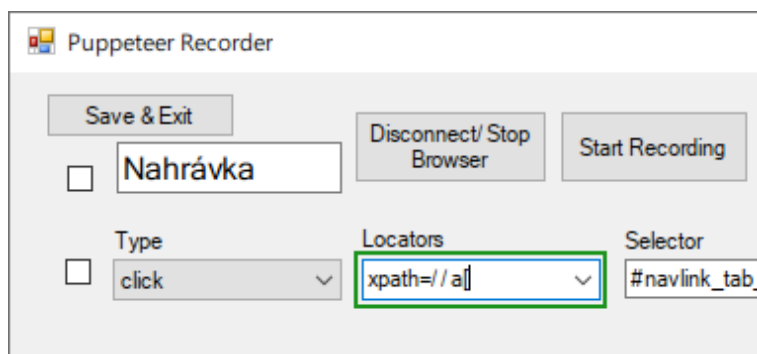 Puppeteer Recorder
Save & Exit
Disconnect/ Stop
Browser
Start Recording
Nahrávka
Type
Locators
Selector
click
xpath=//a[
#navlink_tab_